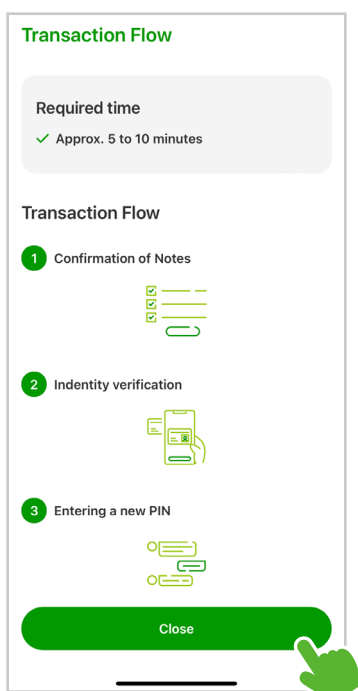 Transaction Flow
Required time
Approx. 5 to 10 minutes
Transaction Flow
1 Confirmation of Notes
2 Indentity verification
3 Entering a new PIN
Close